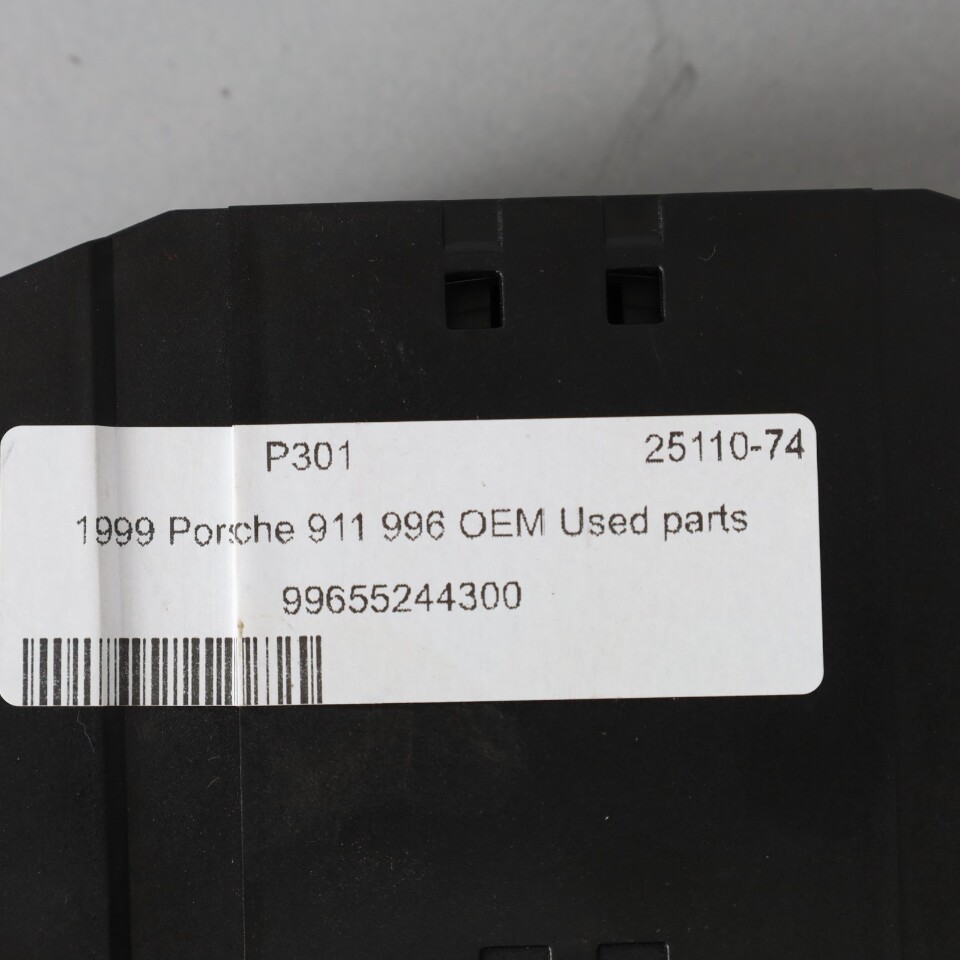 P301 25110-74
1999 Porsche 911 996 OEM Used parts
99655244300